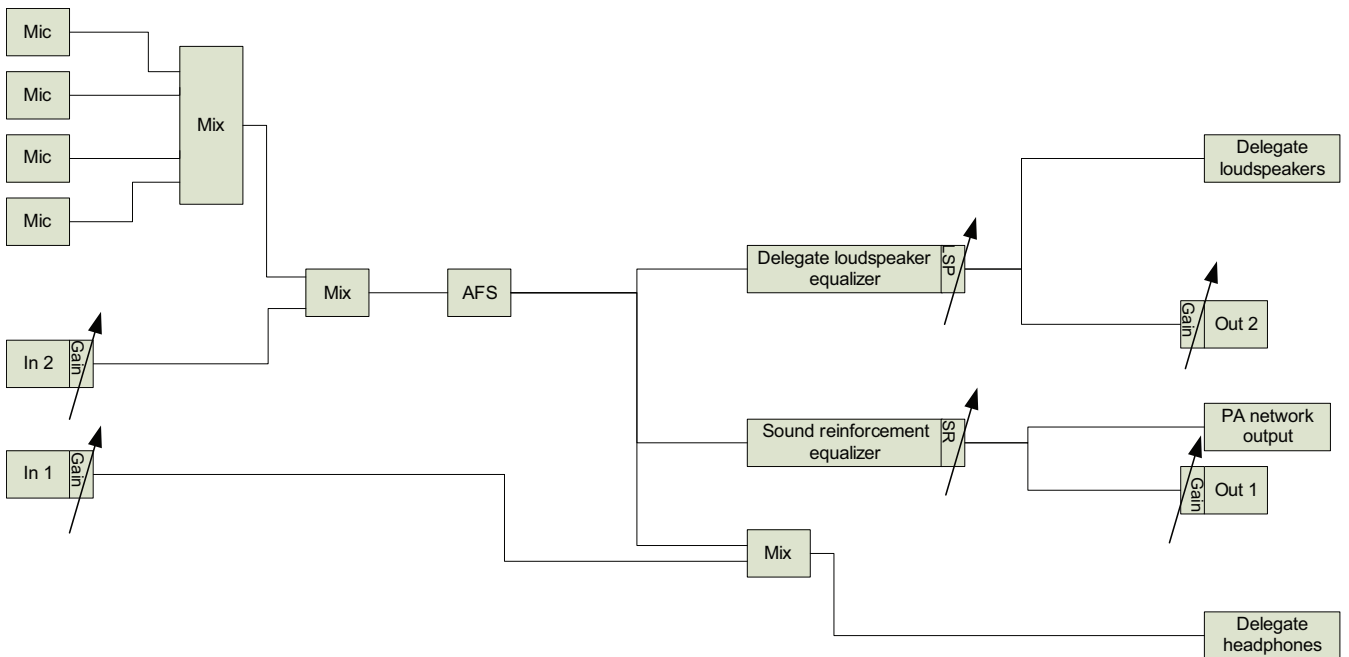 Mic
Mic
Mic
Mic
Mix
In 2
Gain
In 1
Gain
Mix
AFS
Delegate loudspeaker
equalizer
LSP
Sound reinforcement
equalizer
SR
Mix
Delegate
loudspeakers
Gain
Out 2
PA network
output
Gain
Out 1
Delegate
headphones